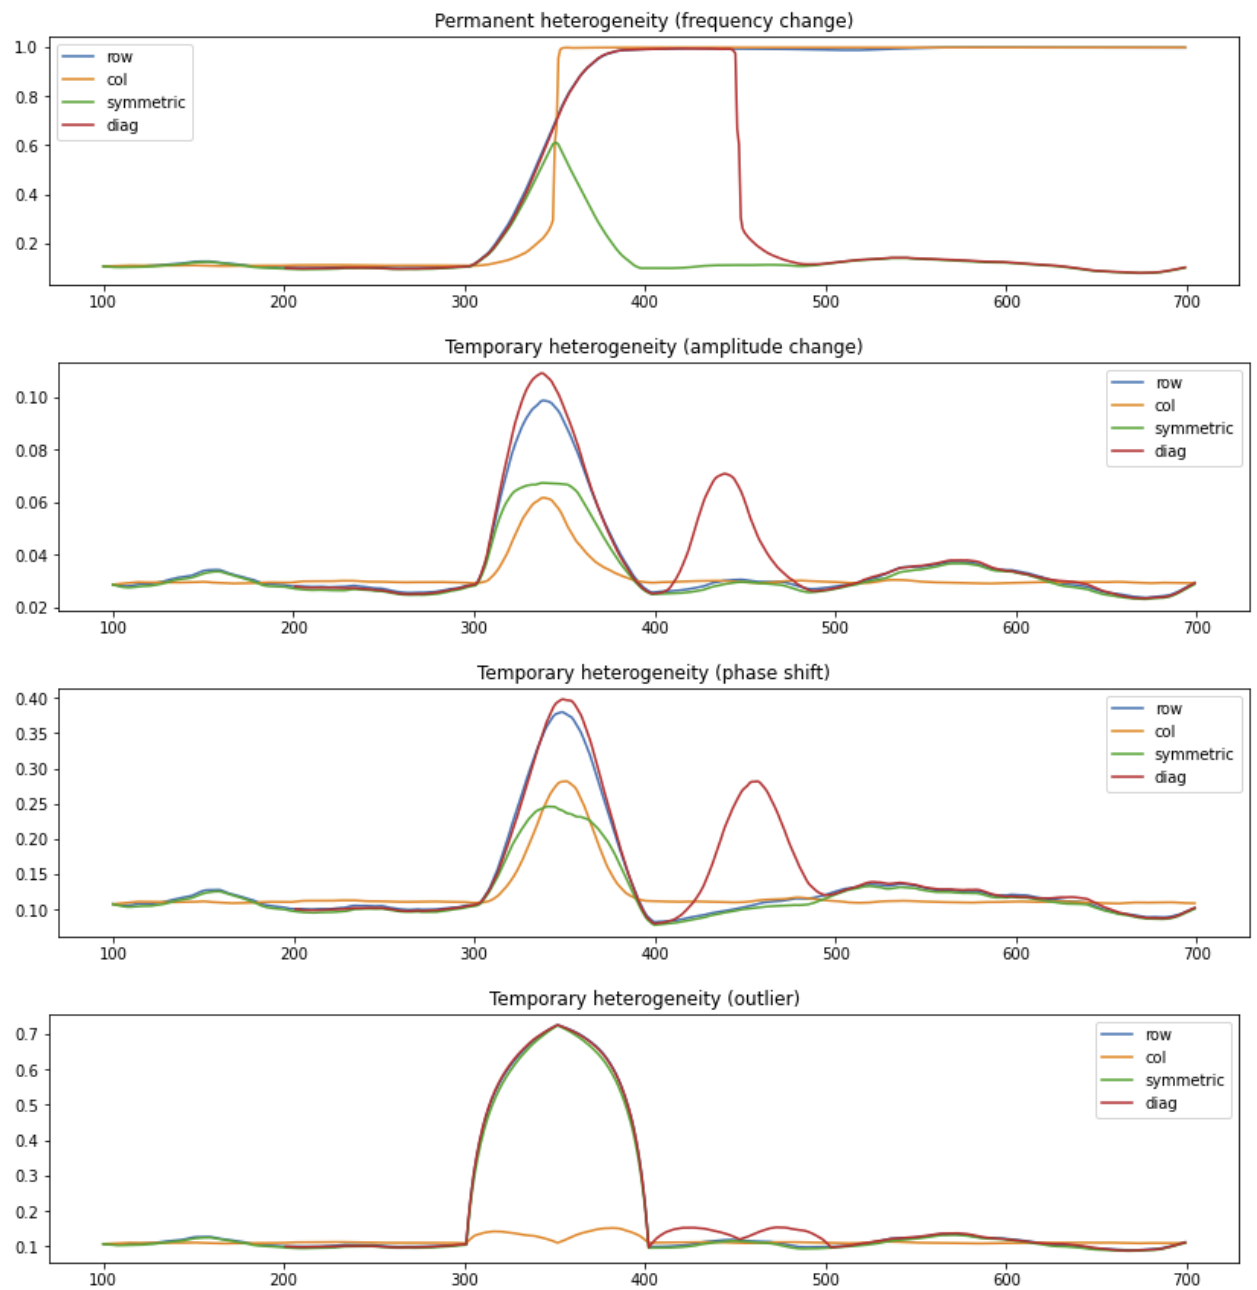 Permanent heterogeneity (frequency change)
1.0
0.8
0.6
0.4
0.2
row
col
symmetric
diag
100 200 300 400 500 600 700
Temporary heterogeneity (amplitude change)
0.10
0.08
0.06
0.04
0.02
row
col
symmetric
diag
100 200 300 400 500 600 700
Temporary heterogeneity (phase shift)
0.40
0.35
0.30
0.25
0.20
0.15
0.10
row
col
symmetric
diag
100 200 300 400 500 600 700
Temporary heterogeneity (outlier)
0.7
0.6
0.5
0.4
0.3
0.2
0.1
row
col
symmetric
diag
100 200 300 400 500 600 700